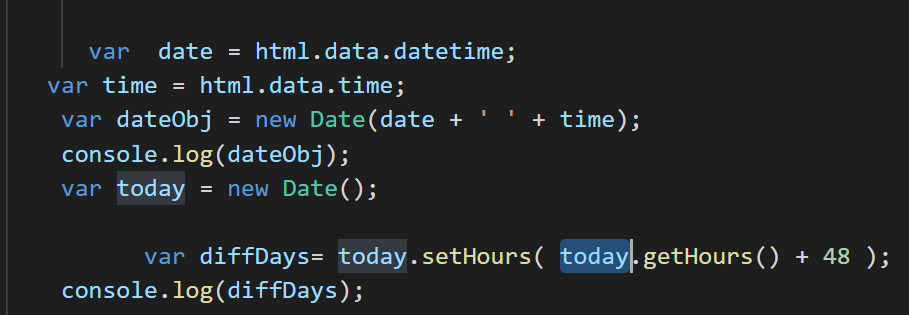 var  date = html.data.datetime;
var time = html.data.time;
var dateObj = new Date(date + ' ' + time);
console.log(dateObj);
var today = new Date();
var diffDays= today.setHours( today.getHours() + 48 );
console.log(diffDays);